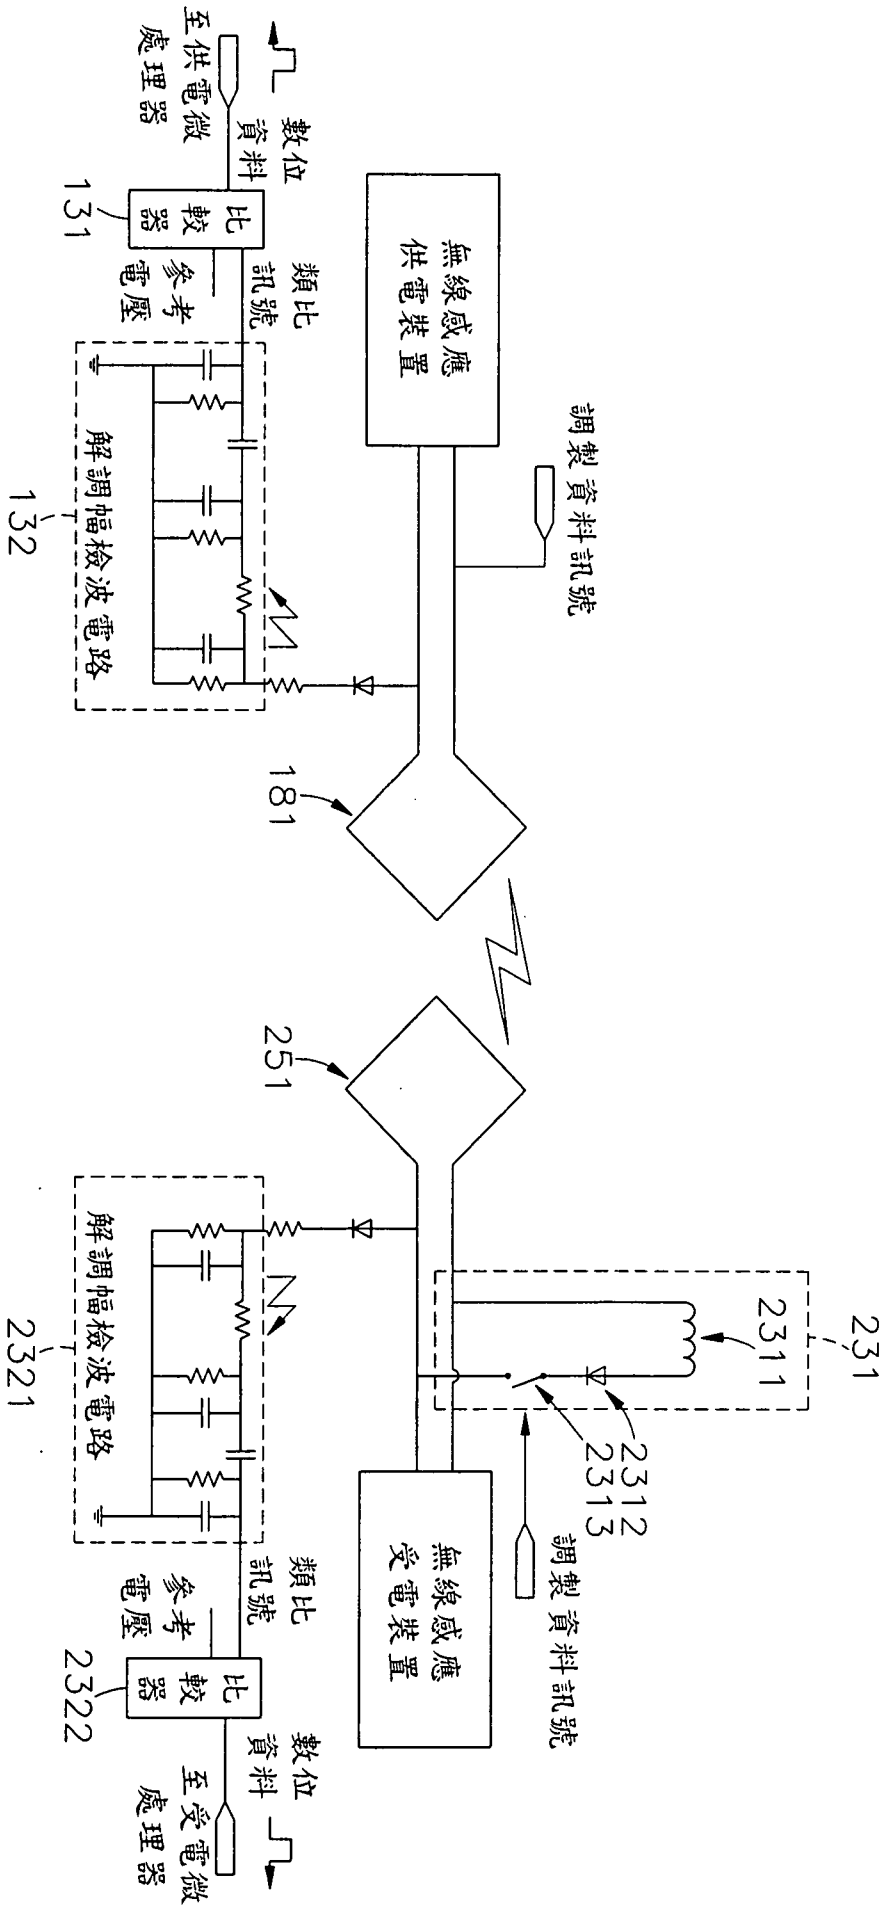 231
2311
2312
2313
調製資料訊號
調製資料訊號
無線感應
供電裝置
無線感應
受電裝置
181
251
數位
資料
至供電微
處理器
比較器
131
類比
訊號
參考
電壓
解調幅檢波電路
132
解調幅檢波電路
2321
類比
訊號
參考
電壓
比較器
2322
數位
資料
至受電微
處理器